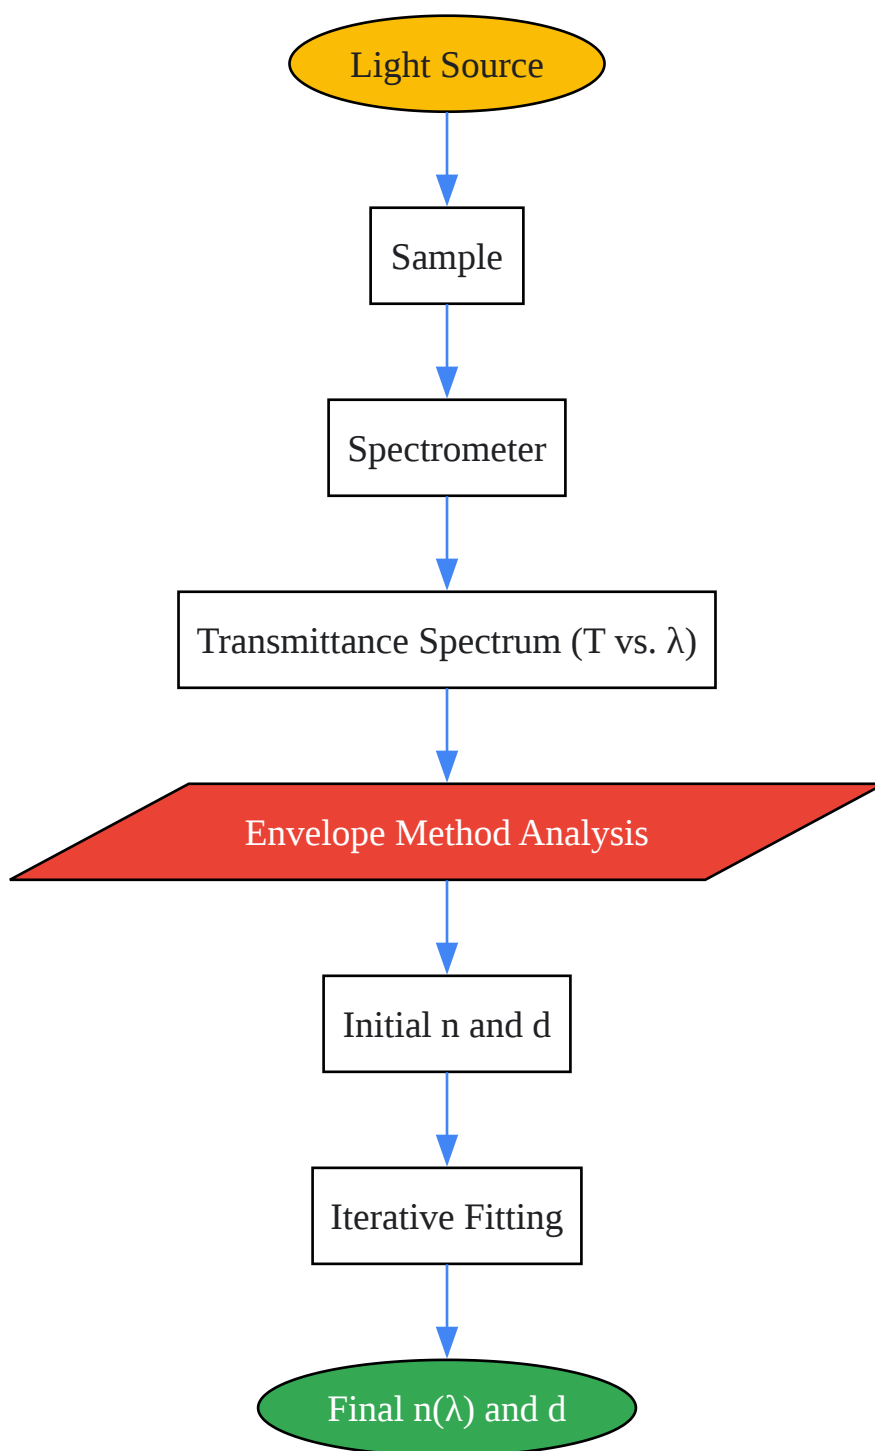 Light Source
Sample
Spectrometer
Transmittance Spectrum (T vs. λ)
Envelope Method Analysis
Initial n and d
Iterative Fitting
Final n(λ) and d